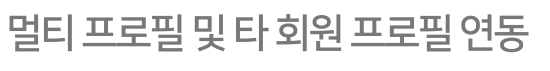 멀티 프로필 및 타 회원 프로필 연동